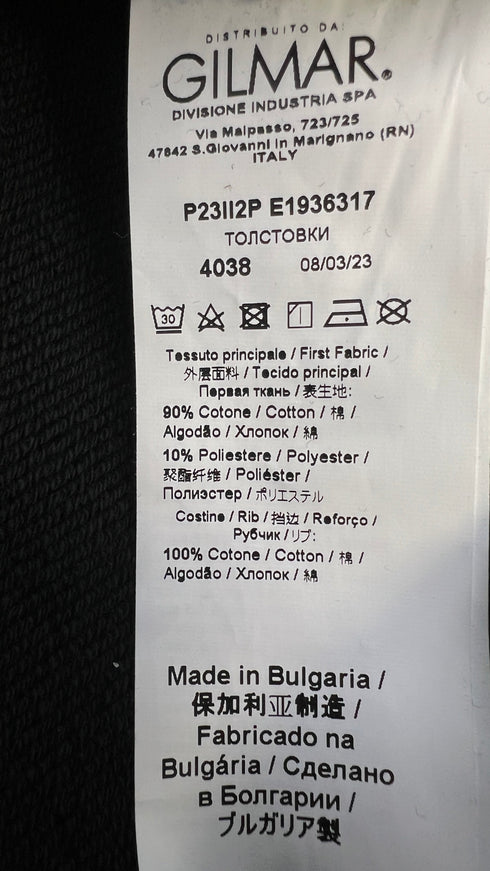 DISTRIBUITO DA:
GILMAR®
DIVISIONE INDUSTRIA SPA
Via Malpasso, 723/725
47842 S.Giovanni in Marignano (RN)
ITALY
P23II2P E1936317
ТОЛСТОВКИ
4038 08/03/23
30
Tessuto principale / First Fabric /
外层面料 / Tecido principal /
Первая ткань / 表生地:
90% Cotone / Cotton / 棉 /
Algodão / Хлопок / 綿
10% Poliestere / Polyester /
聚酯纤维 / Poliéster /
Полиэстер / ポリエステル
Costine / Rib / 挡边 / Reforço /
Рубчик / リブ:
100% Cotone / Cotton / 棉 /
Algodão / Хлопок / 綿
Made in Bulgaria /
保加利亚制造 /
Fabricado na
Bulgária / Сделано
в Болгарии /
ブルガリア製